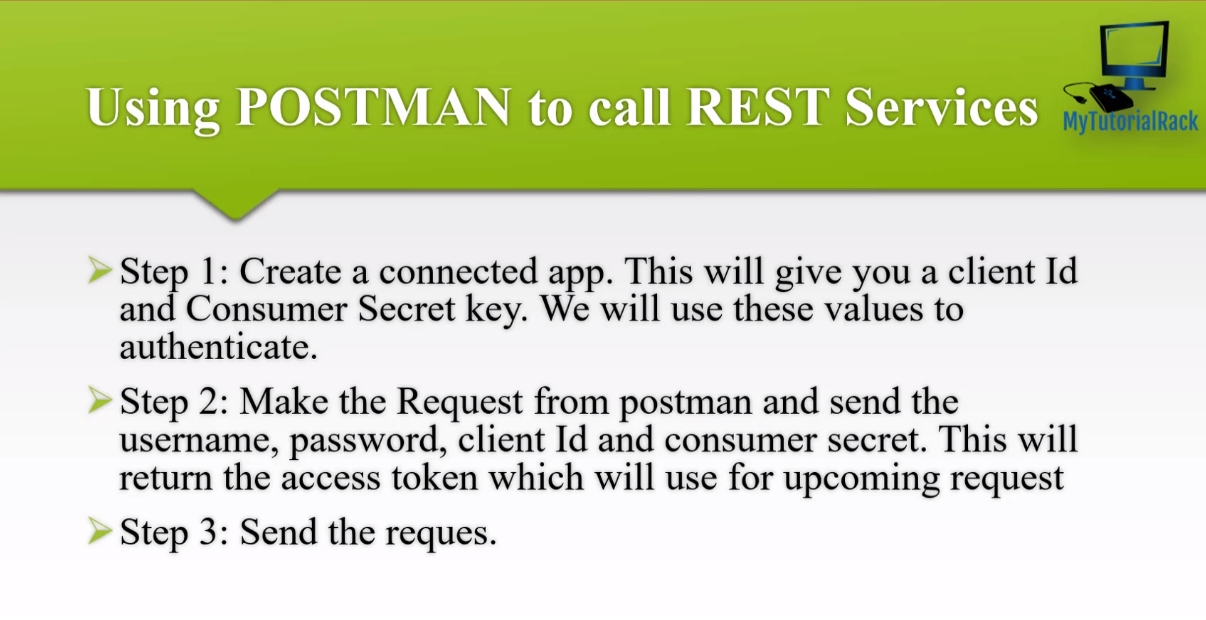 Using POSTMAN to call REST Services
MyTutorialRack
Step 1: Create a connected app. This will give you a client Id
and Consumer Secret key. We will use these values to
authenticate.
Step 2: Make the Request from postman and send the
username, password, client Id and consumer secret. This will
return the access token which will use for upcoming request
Step 3: Send the reques.